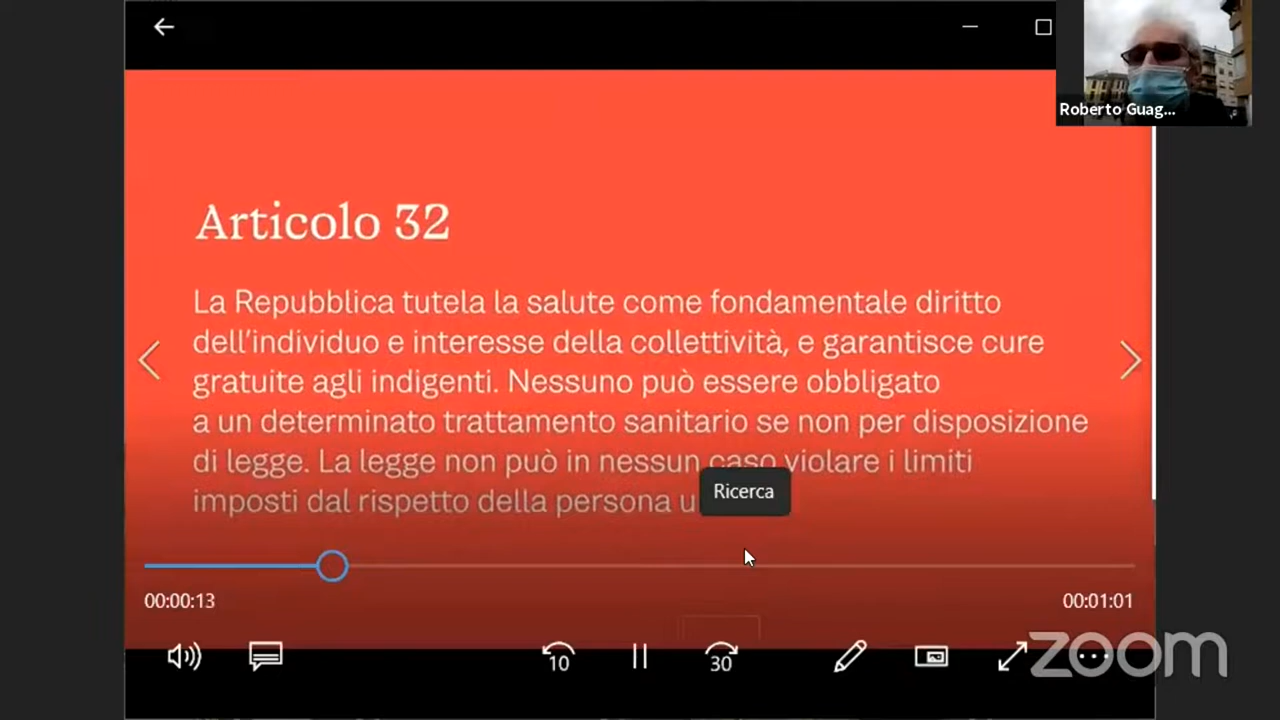 Roberto Guag...
Articolo 32
La Repubblica tutela la salute come fondamentale diritto
dell'individuo e interesse della collettività, e garantisce cure
gratuite agli indigenti. Nessuno può essere obbligato
a un determinato trattamento sanitario se non per disposizione
di legge. La legge non può in nessun caso violare i limiti
imposti dal rispetto della persona u
Ricerca
00:00:13
00:01:01
10
30
zoom